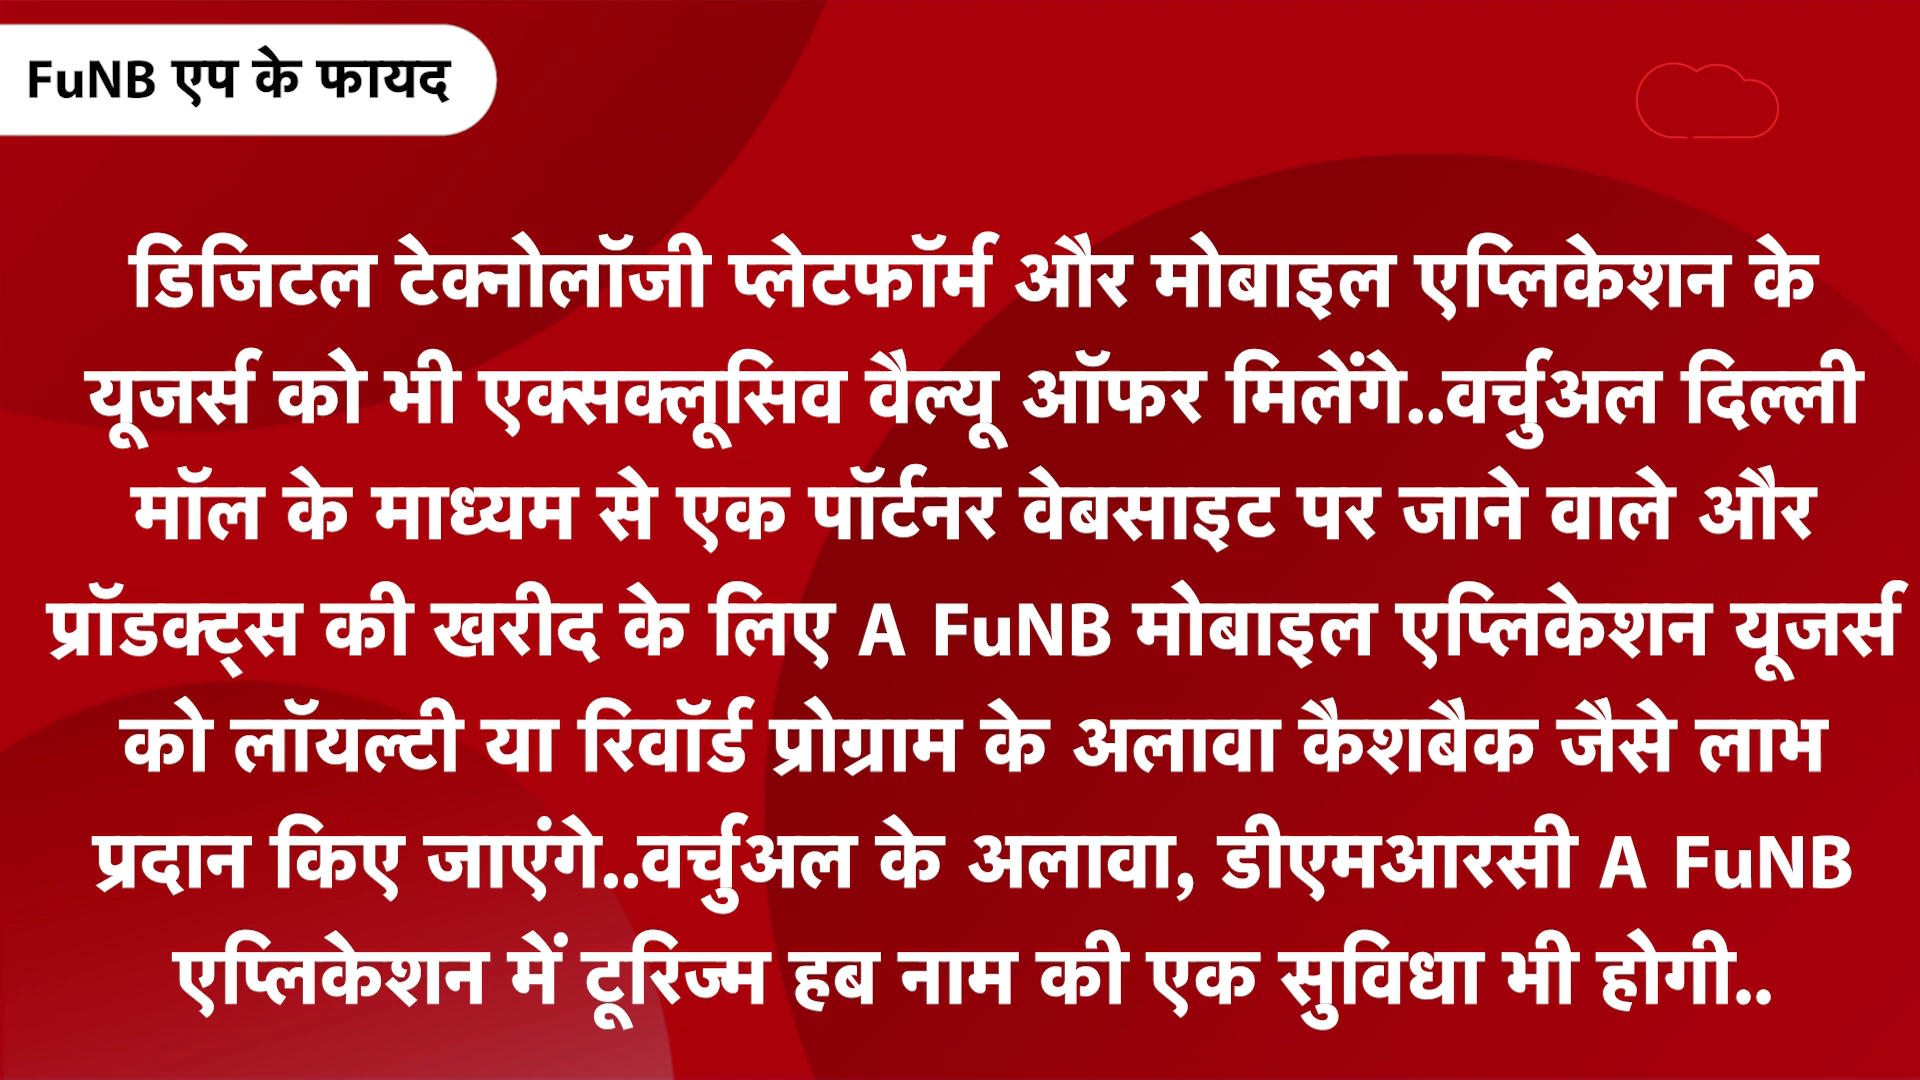 FuNB एप के फायद
डिजिटल टेक्नोलॉजी प्लेटफॉर्म और मोबाइल एप्लिकेशन के
यूजर्स को भी एक्सक्लूसिव वैल्यू ऑफर मिलेंगे..वर्चुअल दिल्ली
मॉल के माध्यम से एक पॉर्टनर वेबसाइट पर जाने वाले और
प्रॉडक्ट्स की खरीद के लिए A FuNB मोबाइल एप्लिकेशन यूजर्स
को लॉयल्टी या रिवॉर्ड प्रोग्राम के अलावा कैशबैक जैसे लाभ
प्रदान किए जाएंगे..वर्चुअल के अलावा, डीएमआरसी A FuNB
एप्लिकेशन में टूरिज्म हब नाम की एक सुविधा भी होगी..